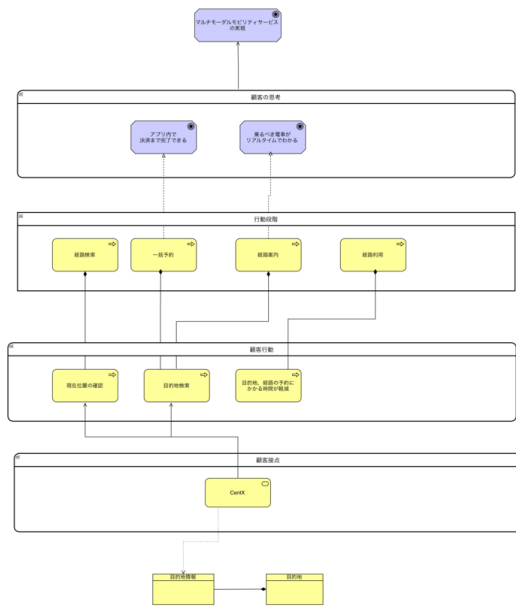 マルチモーダルモビリティサービス
の実現
顧客の思考
アプリ内で
決済まで完了できる
乗るべき電車が
リアルタイムでわかる
行動段階
経路検索
一括予約
経路案内
経路利用
顧客行動
現在位置の確認
目的地検索
目的地、経路の予約に
かかる時間が軽減
顧客接点
CentX
目的地情報
目的地